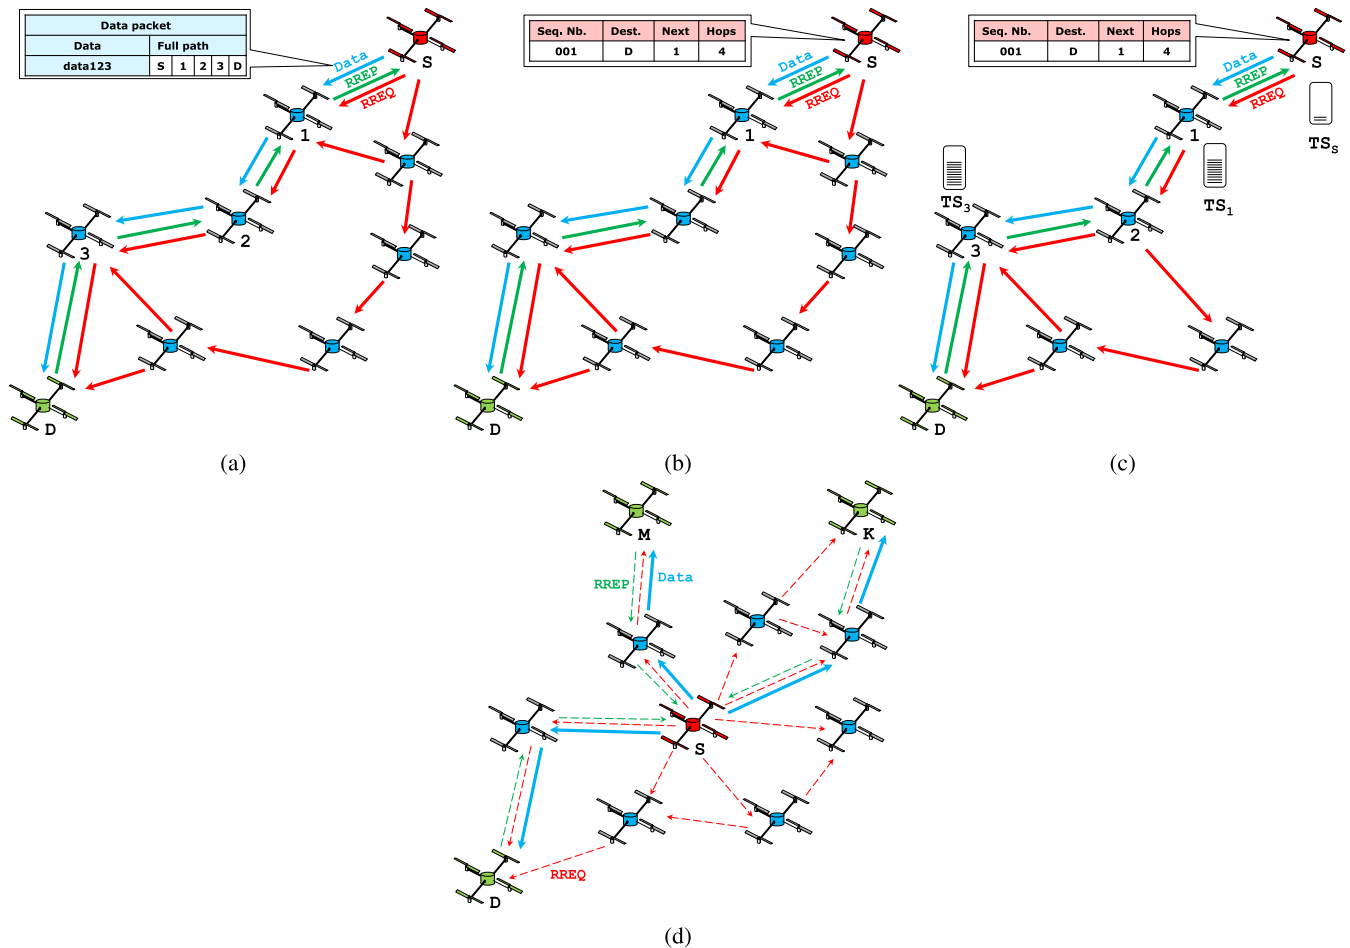 Data packet
Data Full path
data123 S 1 2 3 D
S
Data
RREP
RREQ
1
2
3
D
(a)
Seq. Nb. Dest. Next Hops
001 D 1 4
S
Data
RREP
RREQ
1
2
3
D
(b)
Seq. Nb. Dest. Next Hops
001 D 1 4
S
Data
RREP
RREQ
TSS
1
TS3
TS1
2
3
D
(c)
M
K
RREP
Data
S
RREQ
D
(d)